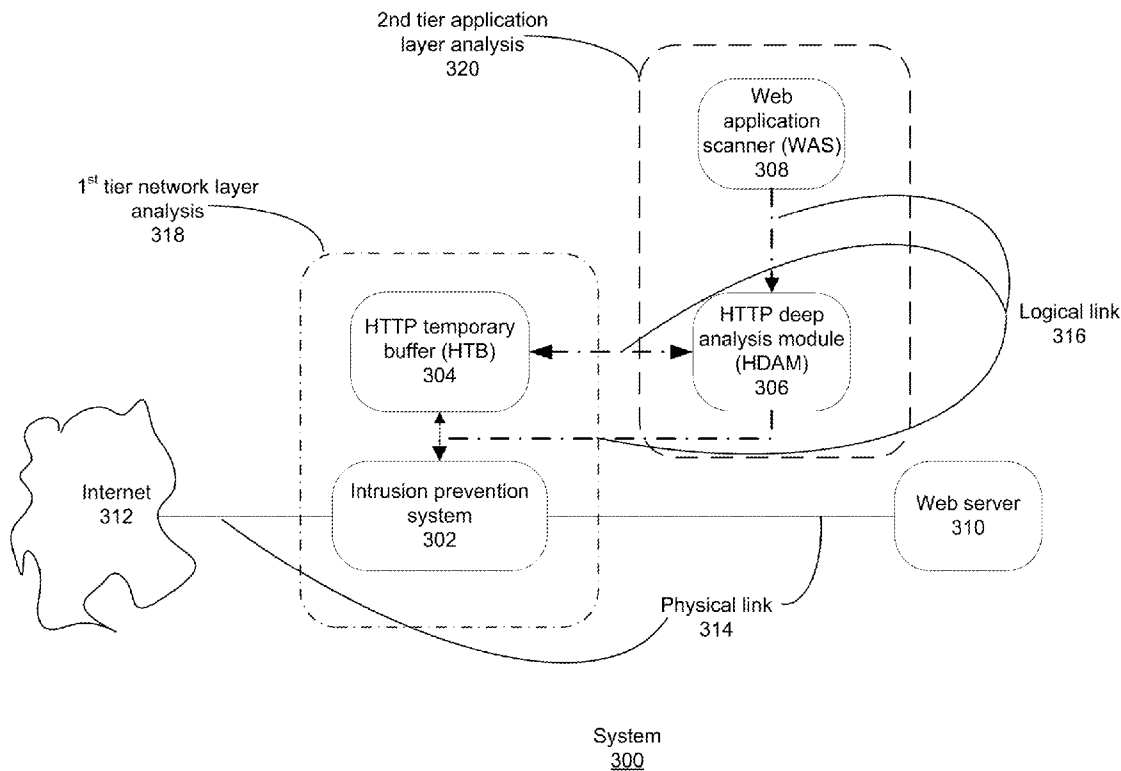 2nd tier application
layer analysis
320
Web
application
scanner (WAS)
308
1st tier network layer
analysis
318
HTTP temporary
buffer (HTB)
304
HTTP deep
analysis module
(HDAM)
306
Logical link
316
Internet
312
Intrusion prevention
system
302
Web server
310
Physical link
314
System
300